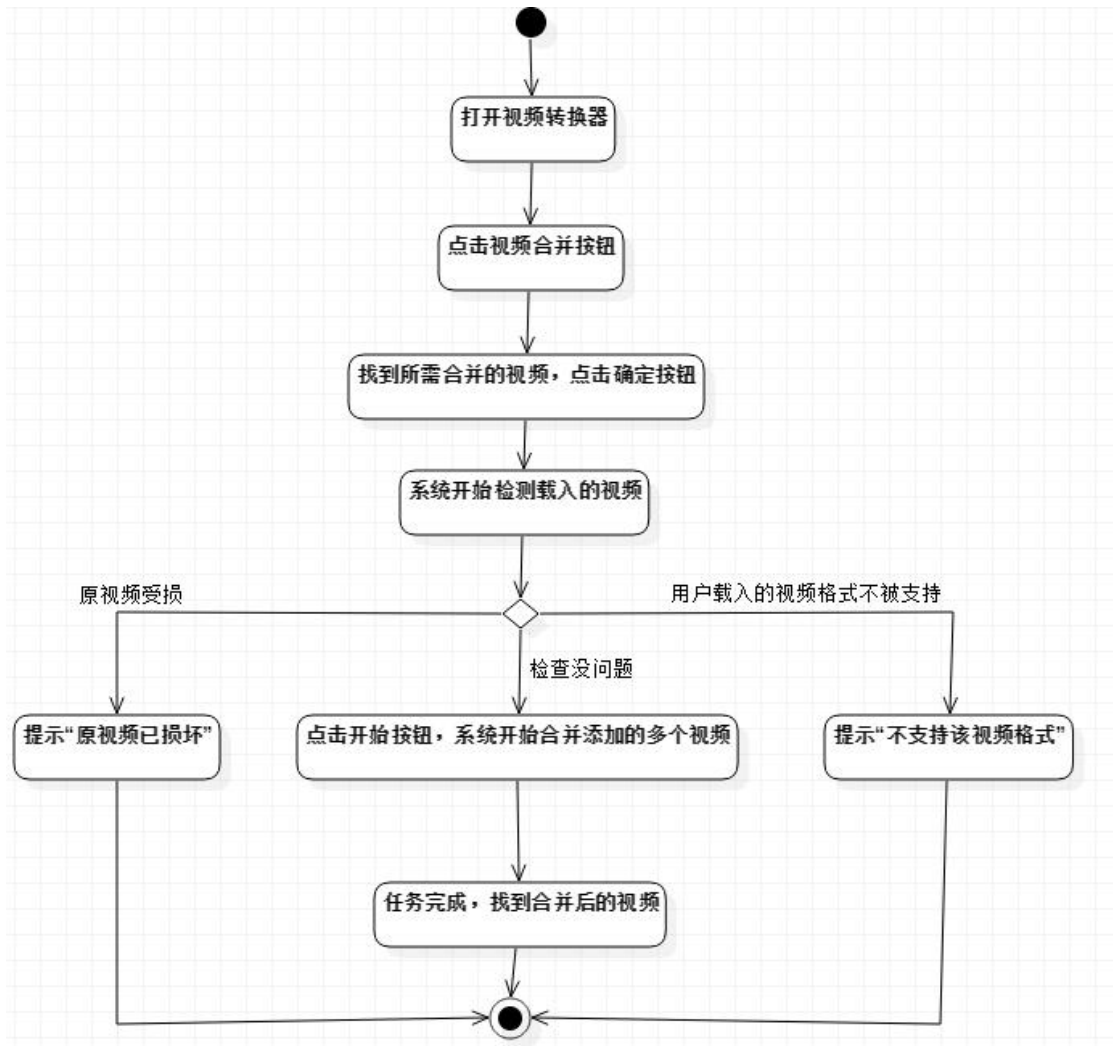 打开视频转换器
点击视频合并按钮
找到所需合并的视频，点击确定按钮
系统开始检测载入的视频
原视频受损
用户载入的视频格式不被支持
检查没问题
提示“原视频已损坏”
点击开始按钮，系统开始合并添加的多个视频
提示“不支持该视频格式”
任务完成，找到合并后的视频